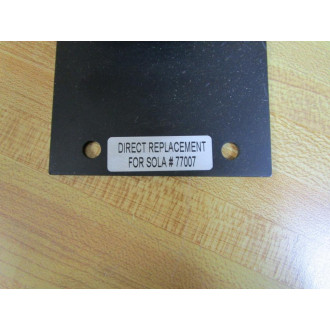 DIRECT REPLACEMENT
FOR SOLA # 77007